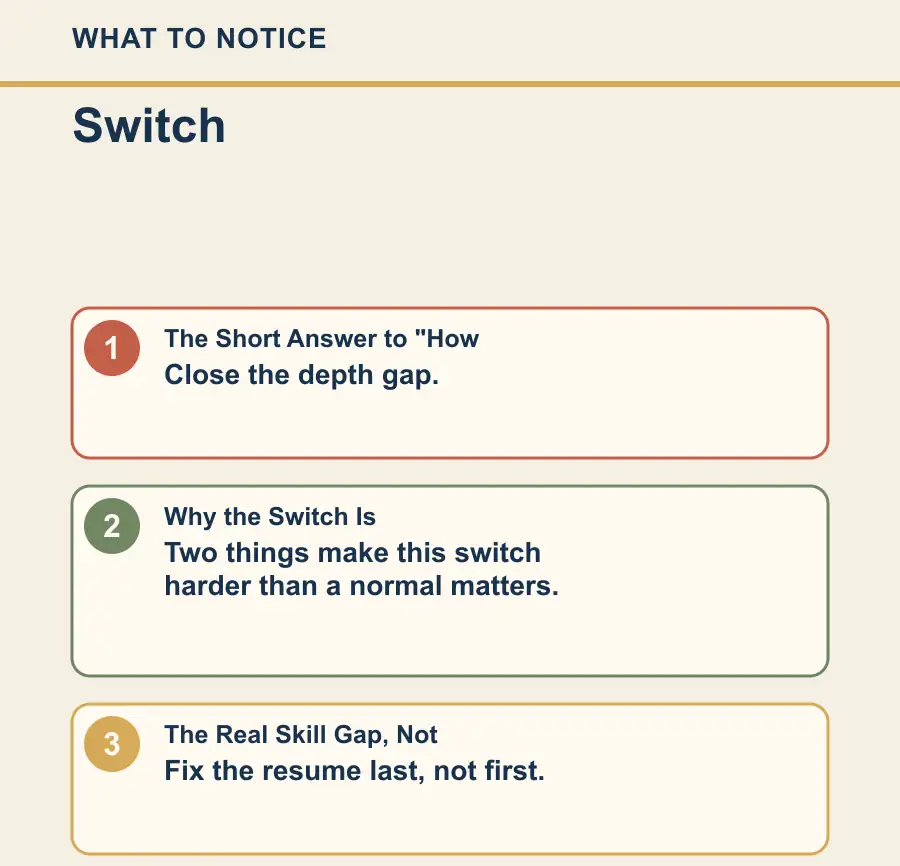 WHAT TO NOTICE
Switch
1
The Short Answer to "How
Close the depth gap.
2
Why the Switch Is
Two things make this switch
harder than a normal matters.
3
The Real Skill Gap, Not
Fix the resume last, not first.